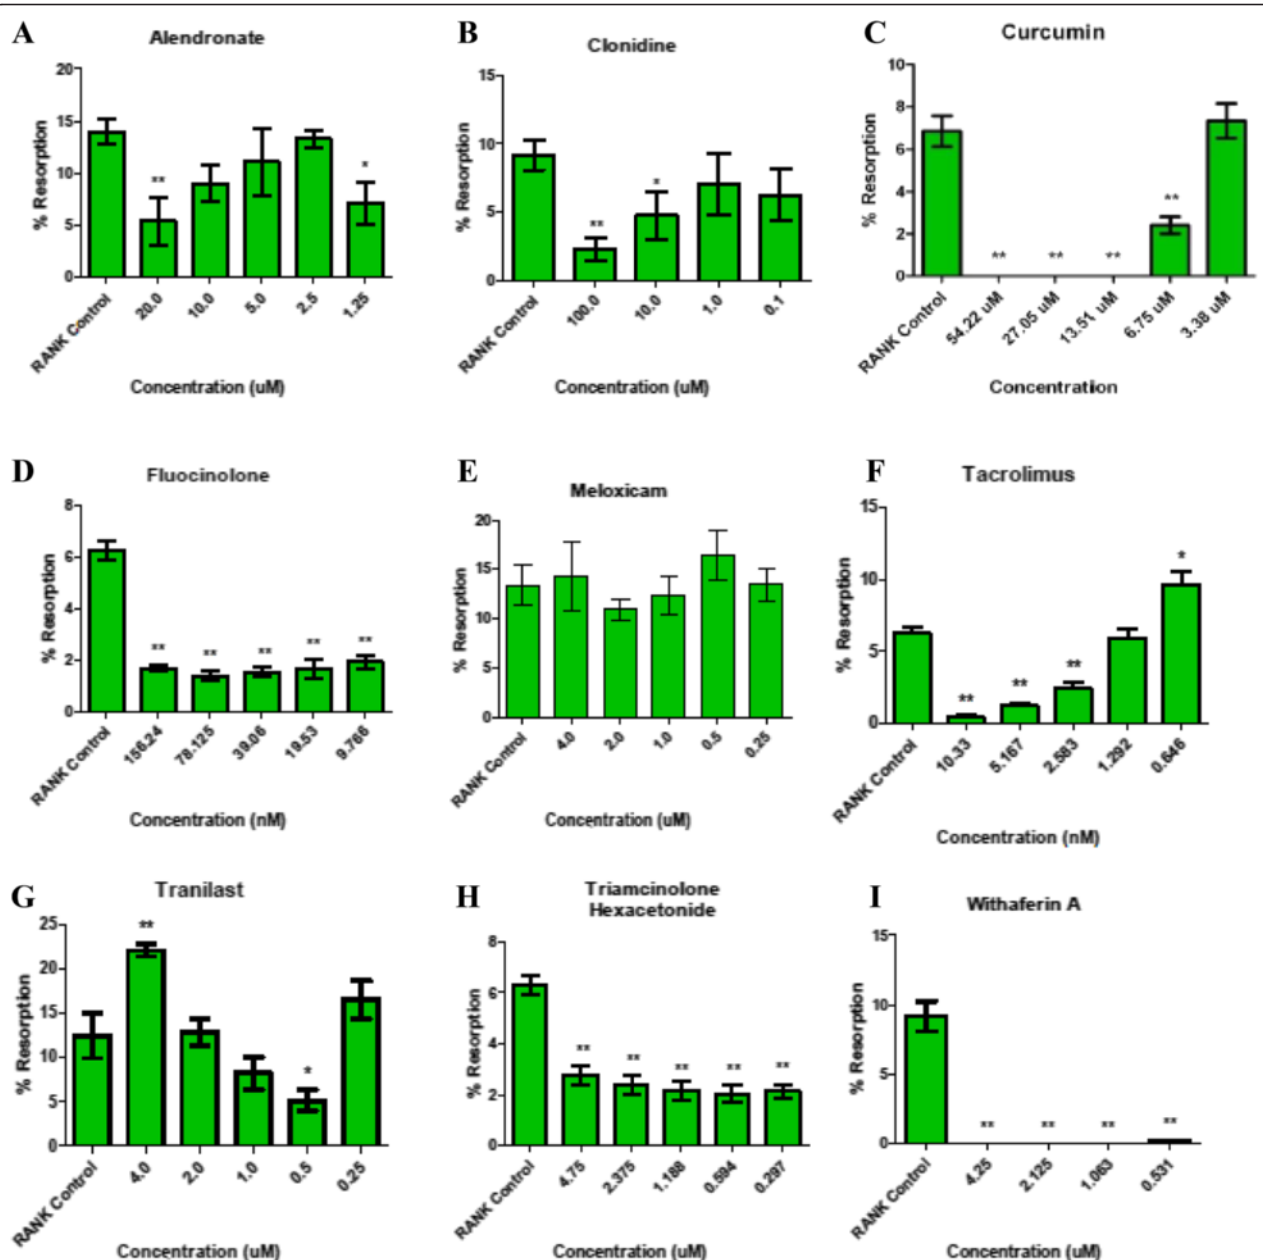 A
Alendronate
20
15
10
5
0
% Resorption
** *
RANK Control 20.0 10.0 5.0 2.5 1.25
Concentration (uM)
B
Clonidine
15
10
5
0
% Resorption
** *
RANK Control 100.0 10.0 1.0 0.1
Concentration (uM)
C
Curcumin
10
8
6
4
2
0
% Resorption
** ** ** **
RANK Control 54.22 uM 27.05 uM 13.51 uM 6.75 uM 3.38 uM
Concentration
D
Fluocinolone
8
6
4
2
0
% Resorption
** ** ** ** **
RANK Control 156.24 78.125 39.06 19.53 9.766
Concentration (nM)
E
Meloxicam
20
15
10
5
0
% Resorption
RANK Control 4.0 2.0 1.0 0.5 0.25
Concentration (uM)
F
Tacrolimus
15
10
5
0
% Resorption
** ** ** *
RANK Control 10.33 5.167 2.583 1.292 0.646
Concentration (nM)
G
Tranilast
25
20
15
10
5
0
% Resorption
** *
RANK Control 4.0 2.0 1.0 0.5 0.25
Concentration (uM)
H
Triamcinolone
Hexacetonide
8
6
4
2
0
% Resorption
** ** ** ** **
RANK Control 4.75 2.375 1.188 0.594 0.297
Concentration (uM)
I
Withaferin A
15
10
5
0
% Resorption
** ** ** **
RANK Control 4.25 2.125 1.063 0.531
Concentration (uM)